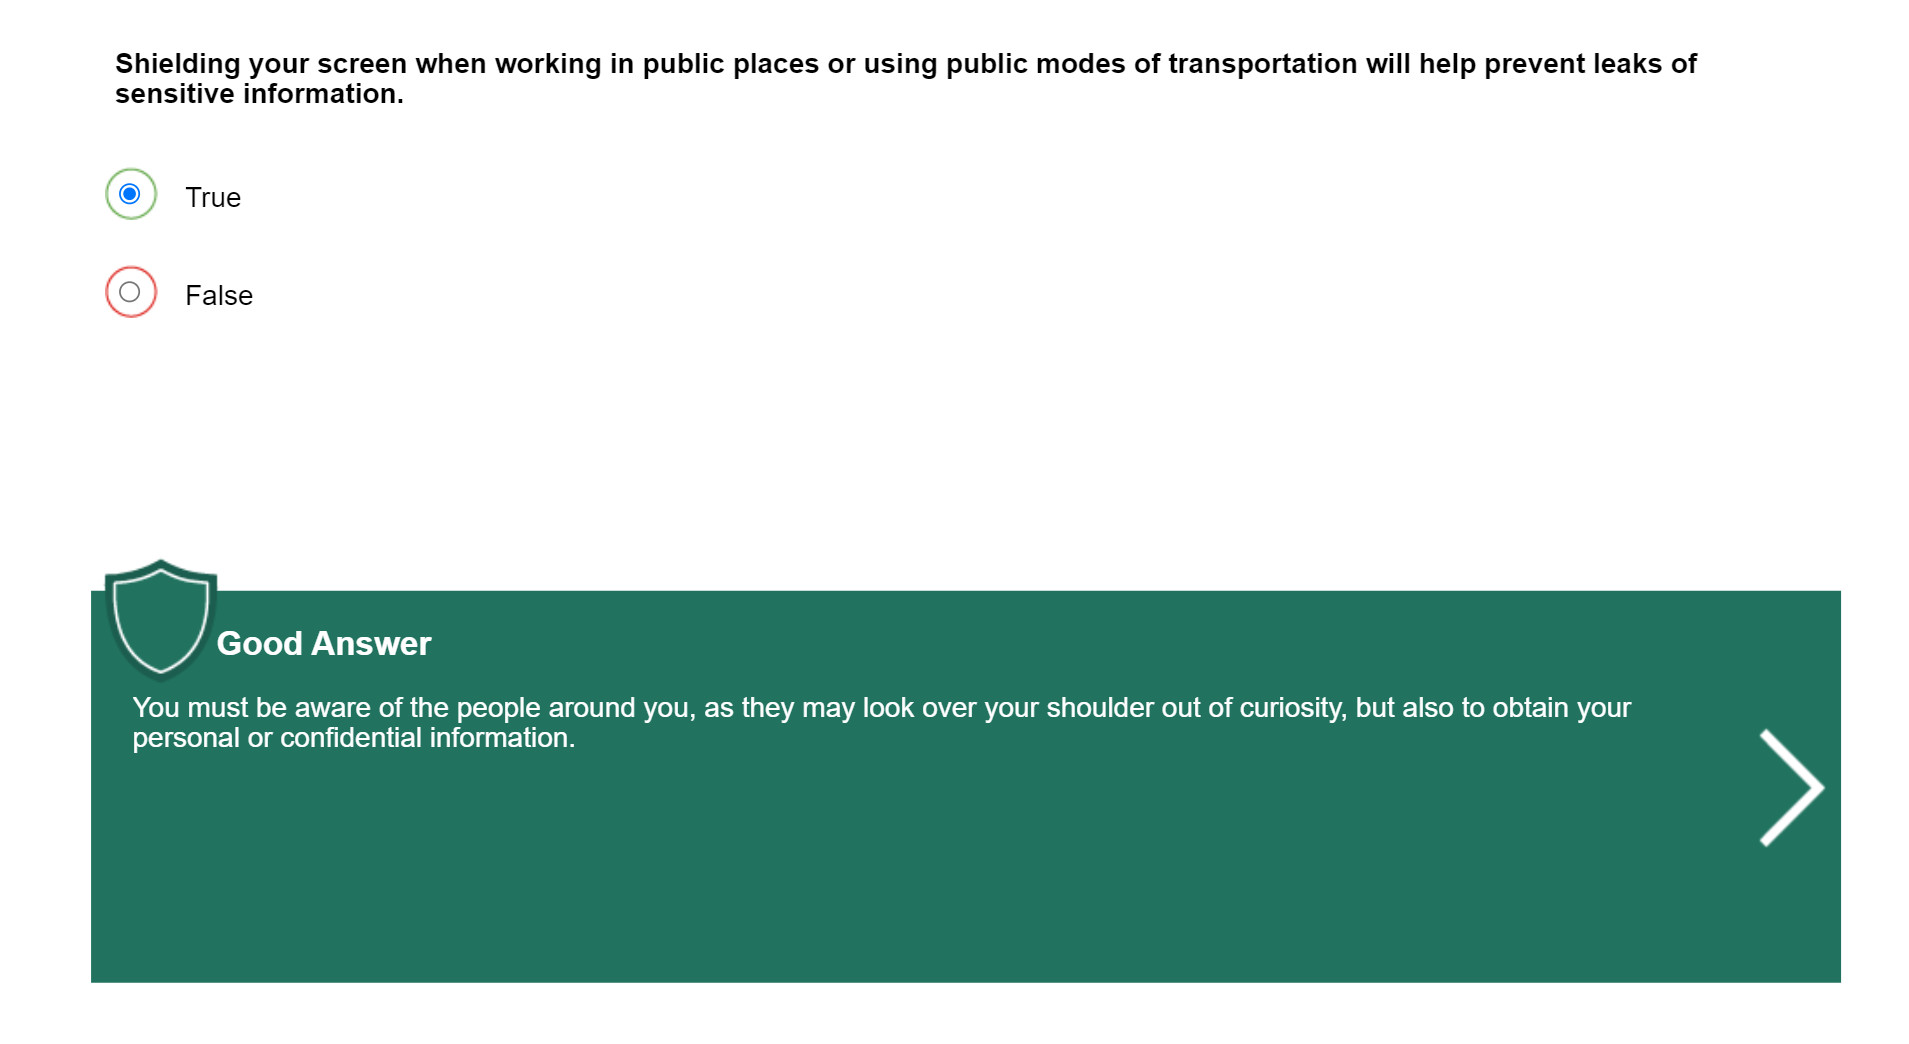 Shielding your screen when working in public places or using public modes of transportation will help prevent leaks of
sensitive information.
True
False
Good Answer
You must be aware of the people around you, as they may look over your shoulder out of curiosity, but also to obtain your
personal or confidential information.